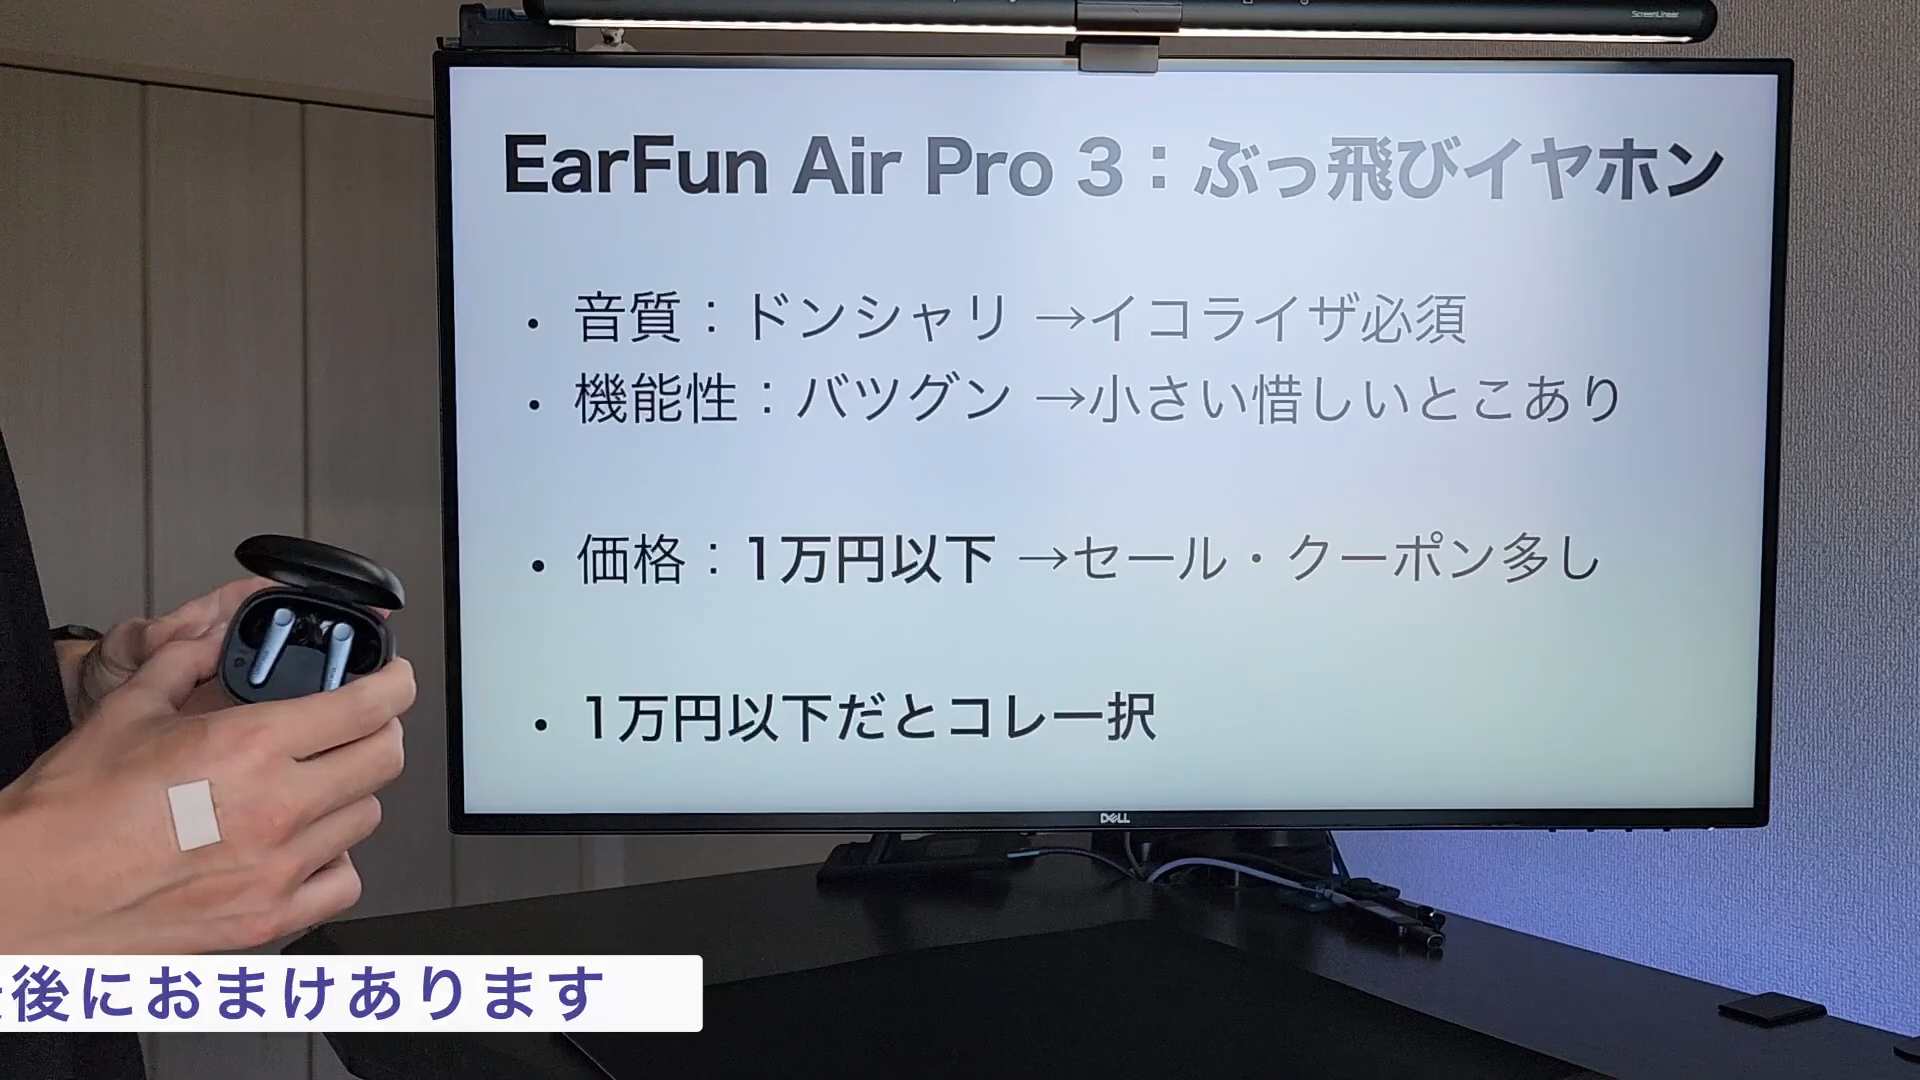 ScreenLinear
EarFun Air Pro 3：ぶっ飛びイヤホン
・音質：ドンシャリ →イコライザ必須
・機能性：バツグン →小さい惜しいとこあり
・価格：1万円以下 →セール・クーポン多し
・1万円以下だとコレ一択
DELL
後におまけあります